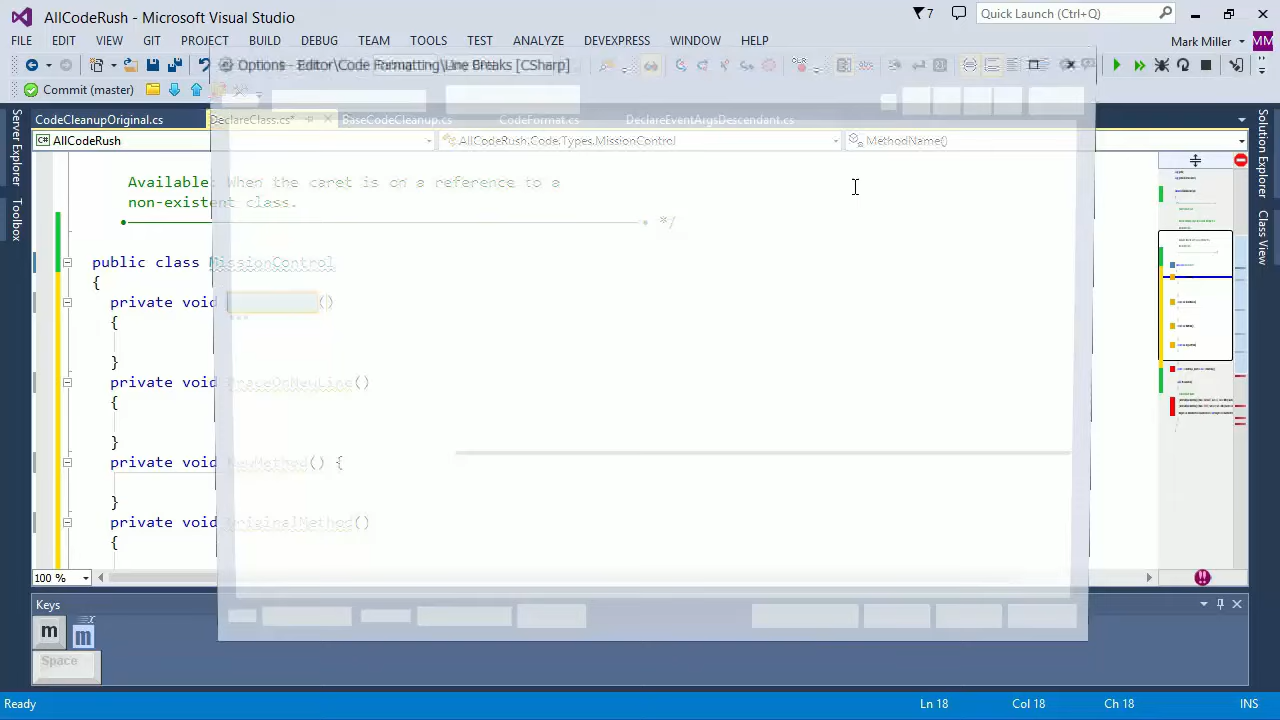 AllCodeRush - Microsoft Visual Studio
7
Quick Launch (Ctrl+Q)
FILE EDIT VIEW GIT PROJECT BUILD DEBUG TEAM TOOLS TEST ANALYZE DEVEXPRESS WINDOW HELP
Mark Miller MM
Options - Editor\Code Formatting\Line Breaks [CSharp]
Commit (master)
CodeCleanupOriginal.cs DeclareClass.cs* BaseCodeCleanup.cs CodeFormat.cs DeclareEventArgsDescendant.cs
C# AllCodeRush AllCodeRush.CodeTypes.MissionControl MethodName()
Server Explorer
Toolbox
Solution Explorer
Class View
Available: When the caret is on a reference to a
non-existent class.
*/
public class MissionControl
{
private void ()
{
}
private void BraceOnNewLine()
{
}
private void NewMethod() {
}
private void OriginalMethod()
{
100 %
Keys
m m
Space
Ready Ln 18 Col 18 Ch 18 INS